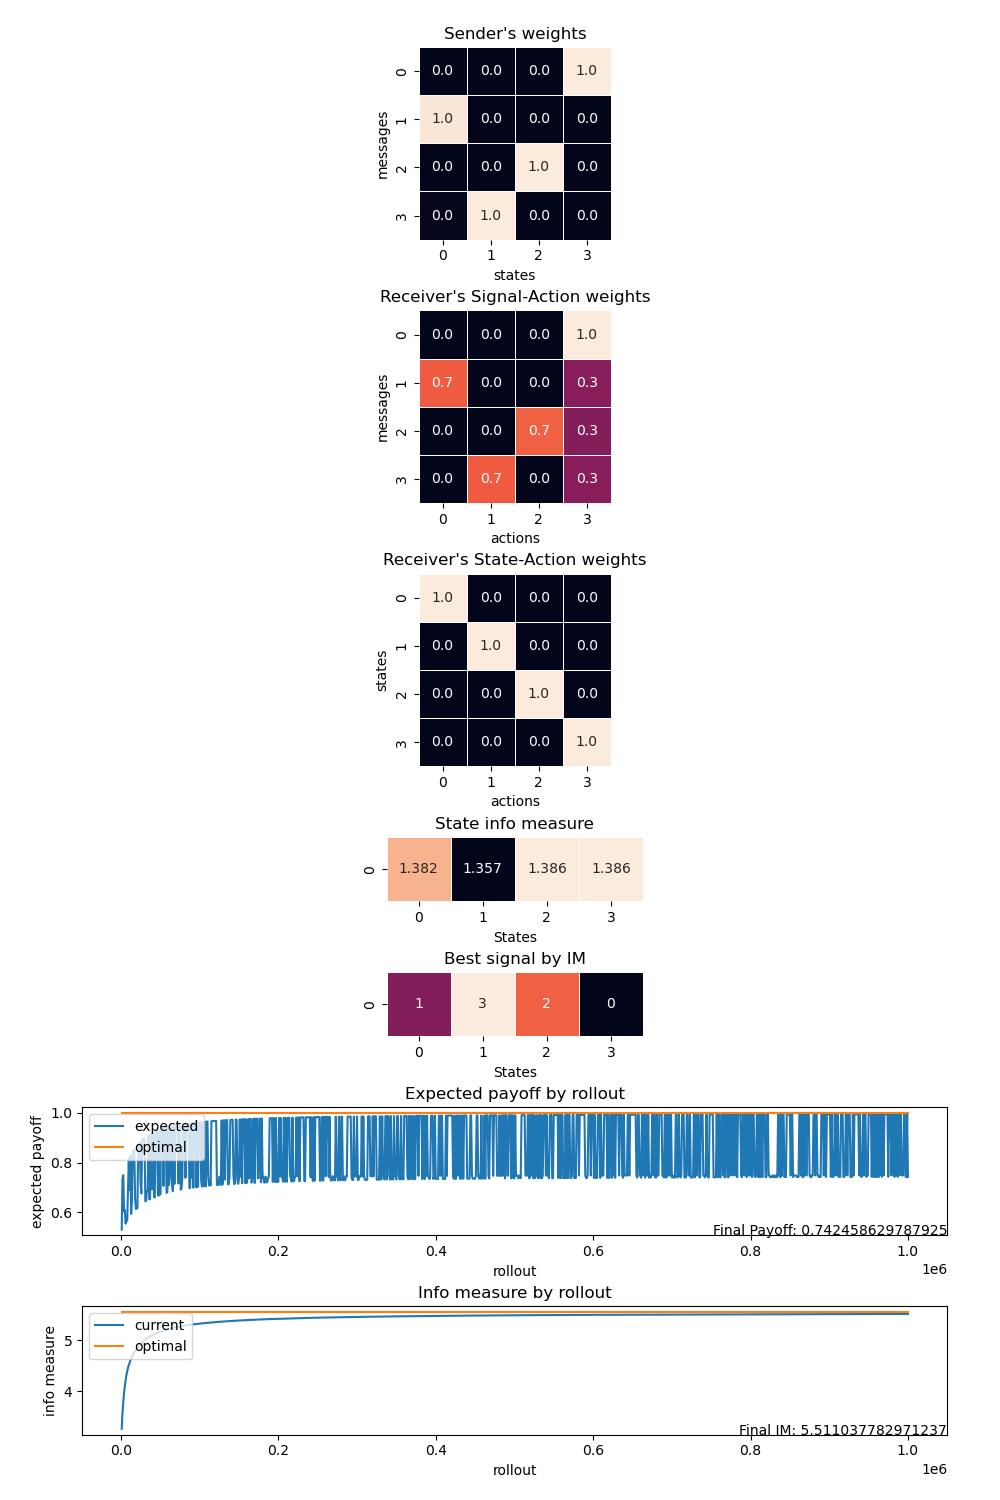 Sender's weights
0 0.0 0.0 0.0 1.0
1 1.0 0.0 0.0 0.0
2 0.0 0.0 1.0 0.0
3 0.0 1.0 0.0 0.0
messages
0 1 2 3
states
Receiver's Signal-Action weights
0 0.0 0.0 0.0 1.0
1 0.7 0.0 0.0 0.3
2 0.0 0.0 0.7 0.3
3 0.0 0.7 0.0 0.3
messages
0 1 2 3
actions
Receiver's State-Action weights
0 1.0 0.0 0.0 0.0
1 0.0 1.0 0.0 0.0
2 0.0 0.0 1.0 0.0
3 0.0 0.0 0.0 1.0
states
0 1 2 3
actions
State info measure
0 1.382 1.357 1.386 1.386
0 1 2 3
States
Best signal by IM
0 1 3 2 0
0 1 2 3
States
Expected payoff by rollout
expected payoff
1.0
0.8
0.6
expected
optimal
Final Payoff: 0.742458629787925
0.0 0.2 0.4 0.6 0.8 1.0
1e6
rollout
Info measure by rollout
info measure
5
4
current
optimal
Final IM: 5.511037782971237
0.0 0.2 0.4 0.6 0.8 1.0
1e6
rollout